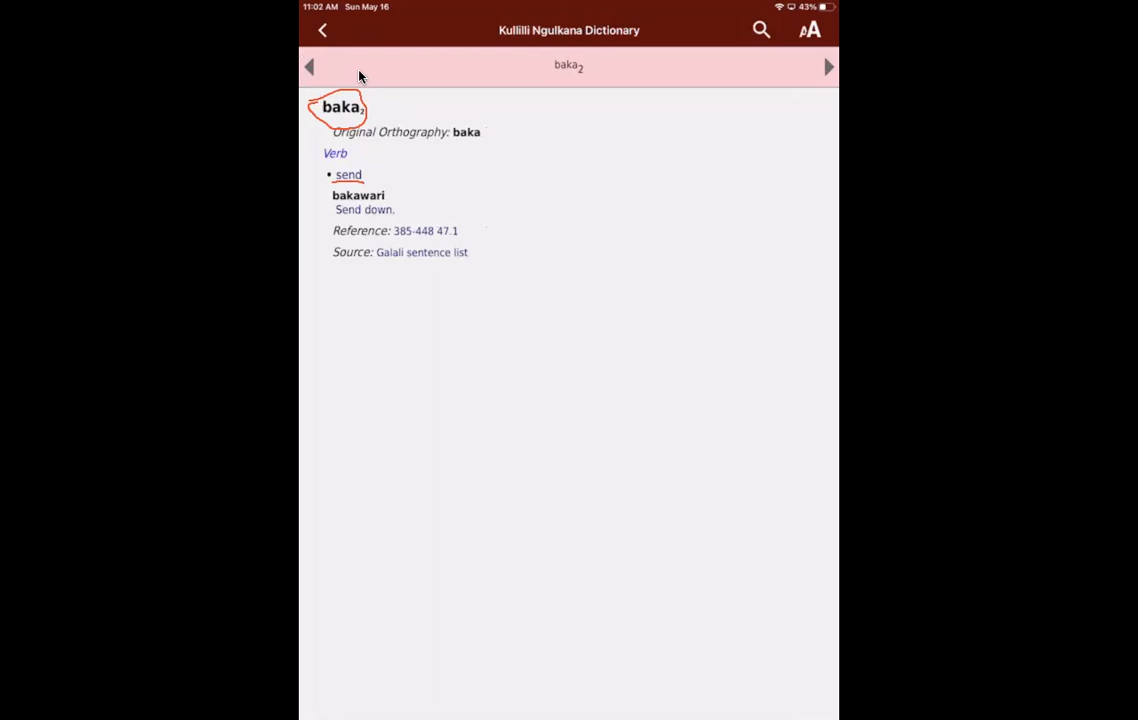 11:02 AM Sun May 16 43%
Kullilli Ngulkana Dictionary AA
baka2
baka2
Original Orthography: baka
Verb
• send
bakawari
Send down.
Reference: 385-448 47.1
Source: Galali sentence list